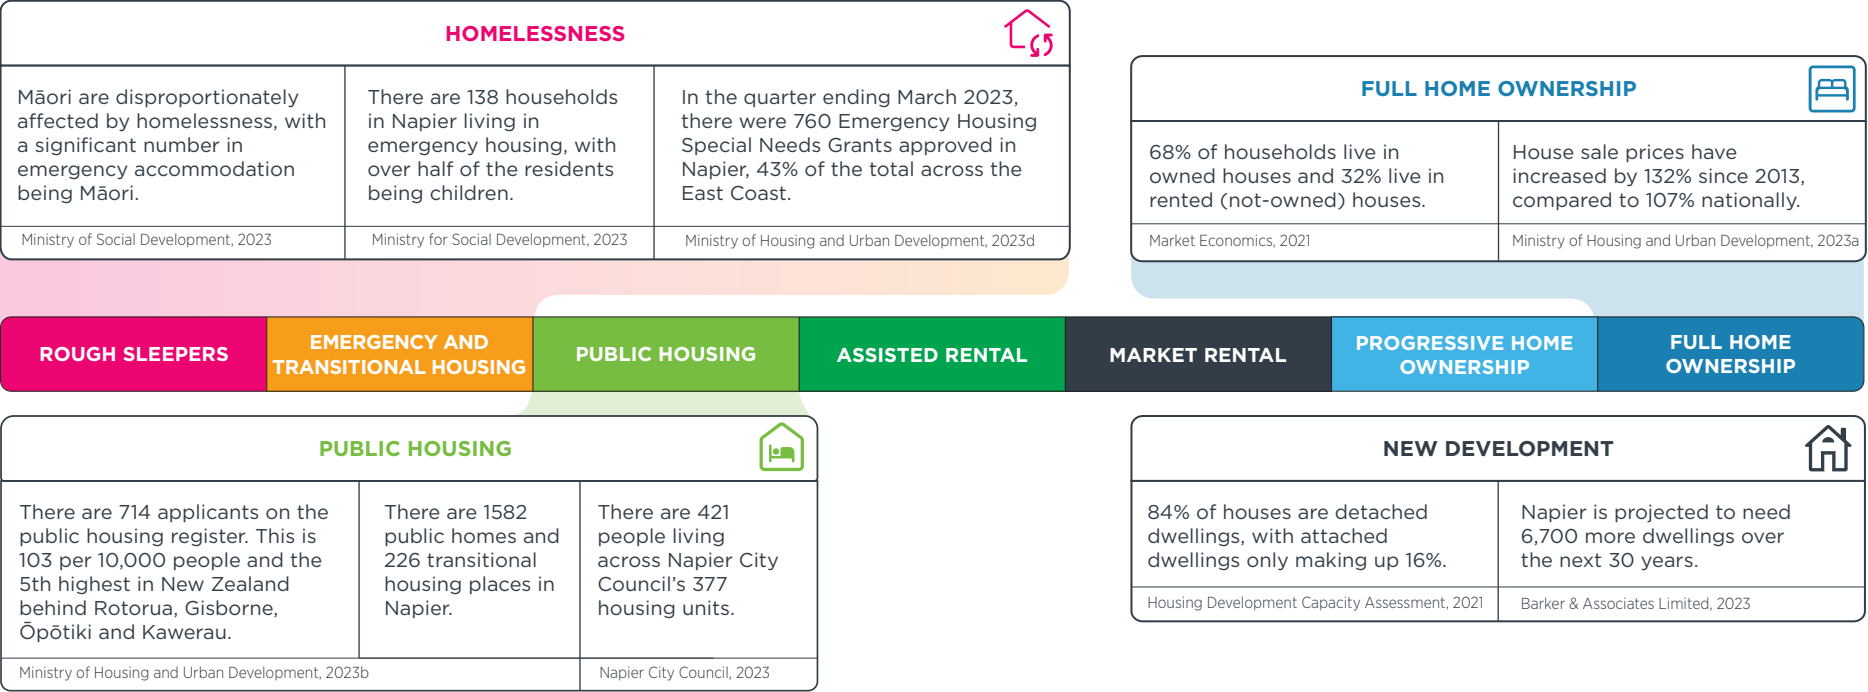 HOMELESSNESS
Māori are disproportionately
affected by homelessness, with
a significant number in
emergency accommodation
being Māori.
Ministry of Social Development, 2023
There are 138 households
in Napier living in
emergency housing, with
over half of the residents
being children.
Ministry for Social Development, 2023
In the quarter ending March 2023,
there were 760 Emergency Housing
Special Needs Grants approved in
Napier, 43% of the total across the
East Coast.
Ministry of Housing and Urban Development, 2023d
FULL HOME OWNERSHIP
68% of households live in
owned houses and 32% live in
rented (not-owned) houses.
Market Economics, 2021
House sale prices have
increased by 132% since 2013,
compared to 107% nationally.
Ministry of Housing and Urban Development, 2023a
ROUGH SLEEPERS
EMERGENCY AND
TRANSITIONAL HOUSING
PUBLIC HOUSING
ASSISTED RENTAL
MARKET RENTAL
PROGRESSIVE HOME
OWNERSHIP
FULL HOME
OWNERSHIP
PUBLIC HOUSING
There are 714 applicants on the
public housing register. This is
103 per 10,000 people and the
5th highest in New Zealand
behind Rotorua, Gisborne,
Ōpōtiki and Kawerau.
There are 1582
public homes and
226 transitional
housing places in
Napier.
Ministry of Housing and Urban Development, 2023b
There are 421
people living
across Napier City
Council’s 377
housing units.
Napier City Council, 2023
NEW DEVELOPMENT
84% of houses are detached
dwellings, with attached
dwellings only making up 16%.
Housing Development Capacity Assessment, 2021
Napier is projected to need
6,700 more dwellings over
the next 30 years.
Barker & Associates Limited, 2023